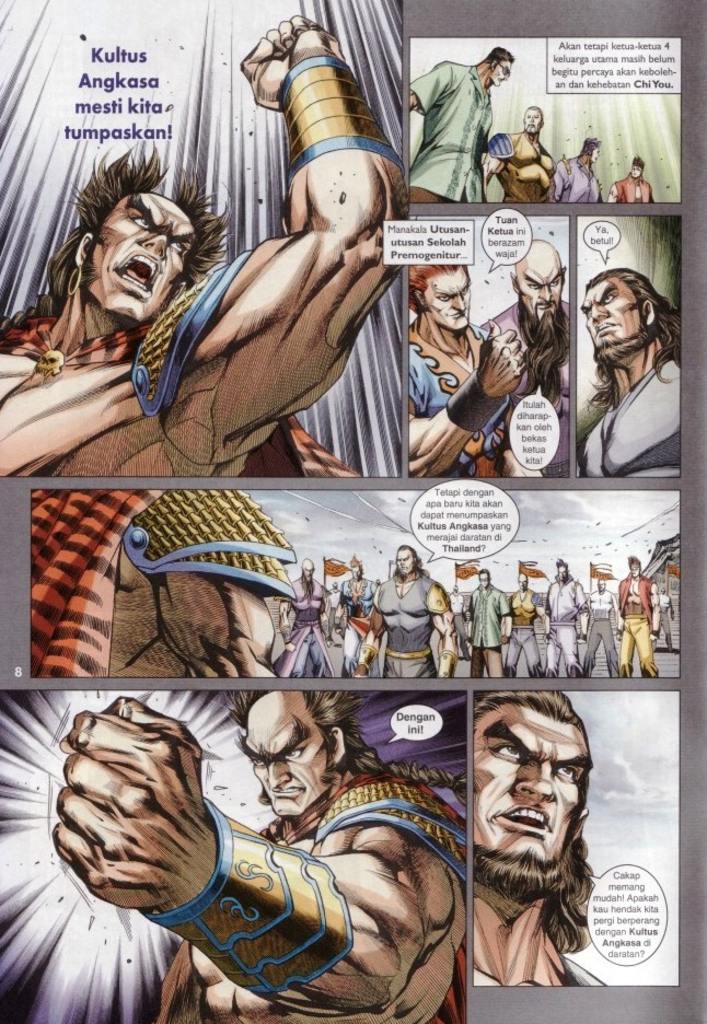 Kultus
Angkasa
mesti kita
tumpaskan!
Akan tetapi ketua-ketua 4
keluarga utama masih belum
begitu percaya akan keboleh-
an dan kehebatan Chi You.
Manakala Utusan-
utusan Sekolah
Premogenitur...
Tuan
Ketua ini
berazam
waja!
Itulah
diharap-
kan oleh
bekas
ketua
kita!
Ya,
betul!
Tetapi dengan
apa baru kita akan
dapat menumpaskan
Kultus Angkasa yang
merajai daratan di
Thailand?
8
Dengan
ini!
Cakap
memang
mudah! Apakah
kau hendak kita
pergi berperang
dengan Kultus
Angkasa di
daratan?